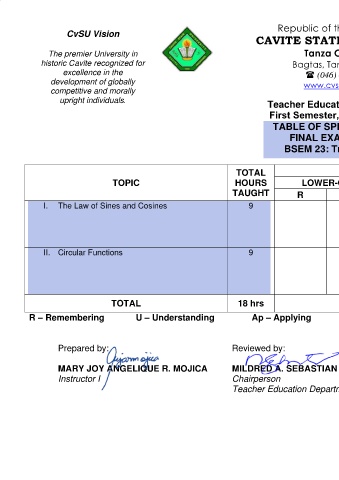 CvSU Vision
The premier University in
historic Cavite recognized for
excellence in the
development of globally
competitive and morally
upright individuals.
Republic of th
CAVITE STAT
Tanza C
Bagtas, Tan
☎ (046)
www.cvs
Teacher Educat
First Semester,
TABLE OF SPE
FINAL EXA
BSEM 23: Tr
TOPIC
TOTAL
HOURS
TAUGHT
LOWER-
R
I. The Law of Sines and Cosines 9
II. Circular Functions 9
TOTAL 18 hrs
R – Remembering U – Understanding Ap – Applying
Prepared by: Reviewed by:
MARY JOY ANGELIQUE R. MOJICA MILDRED A. SEBASTIAN
Instructor I Chairperson
Teacher Education Departm